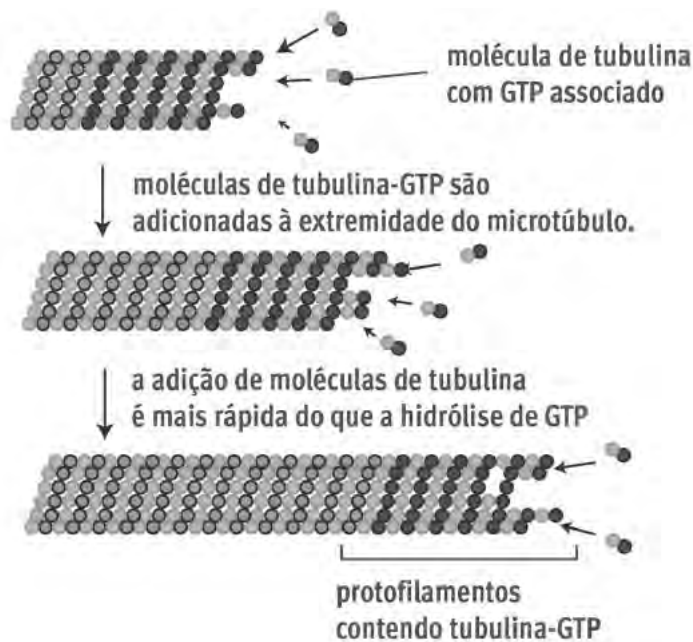 molécula de tubulina
com GTP associado
moléculas de tubulina-GTP são
adicionadas à extremidade do microtúbulo.
a adição de moléculas de tubulina
é mais rápida do que a hidrólise de GTP
protofilamentos
contendo tubulina-GTP